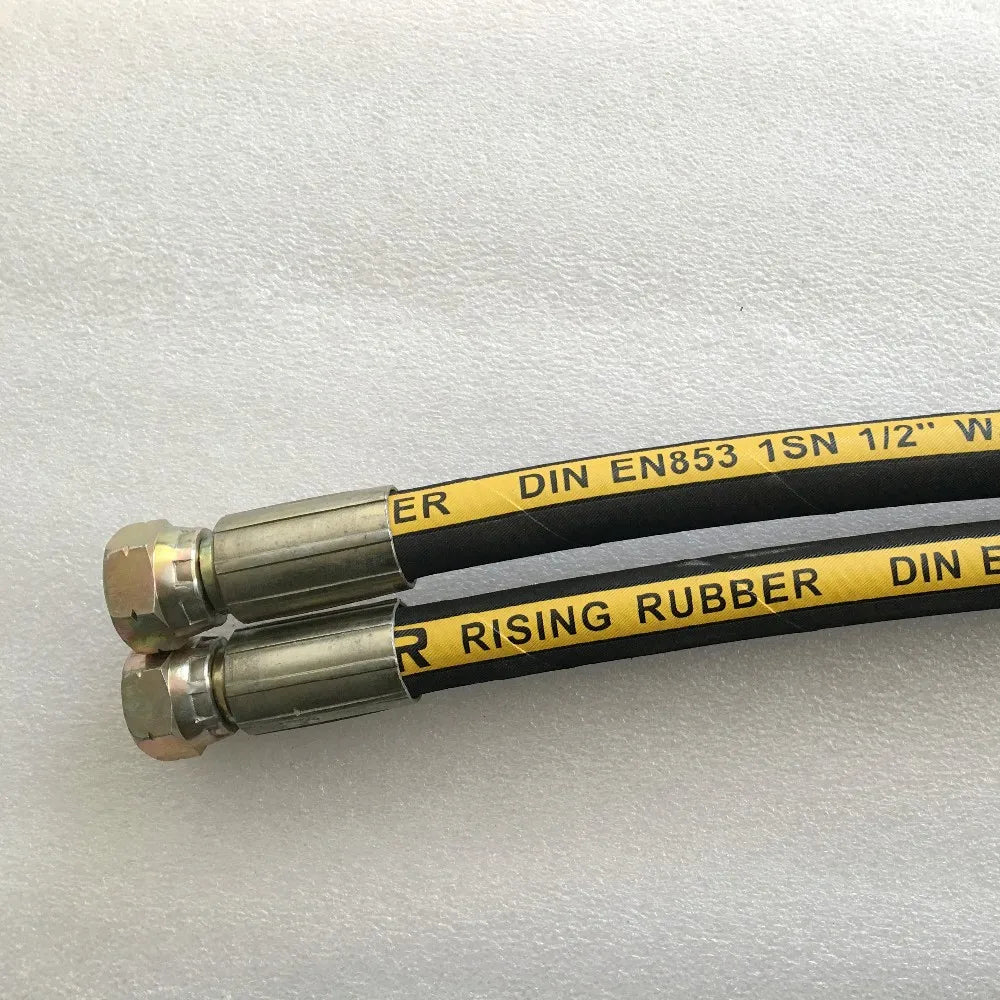 ER DIN EN853 1SN 1/2" W
R RISING RUBBER DIN E